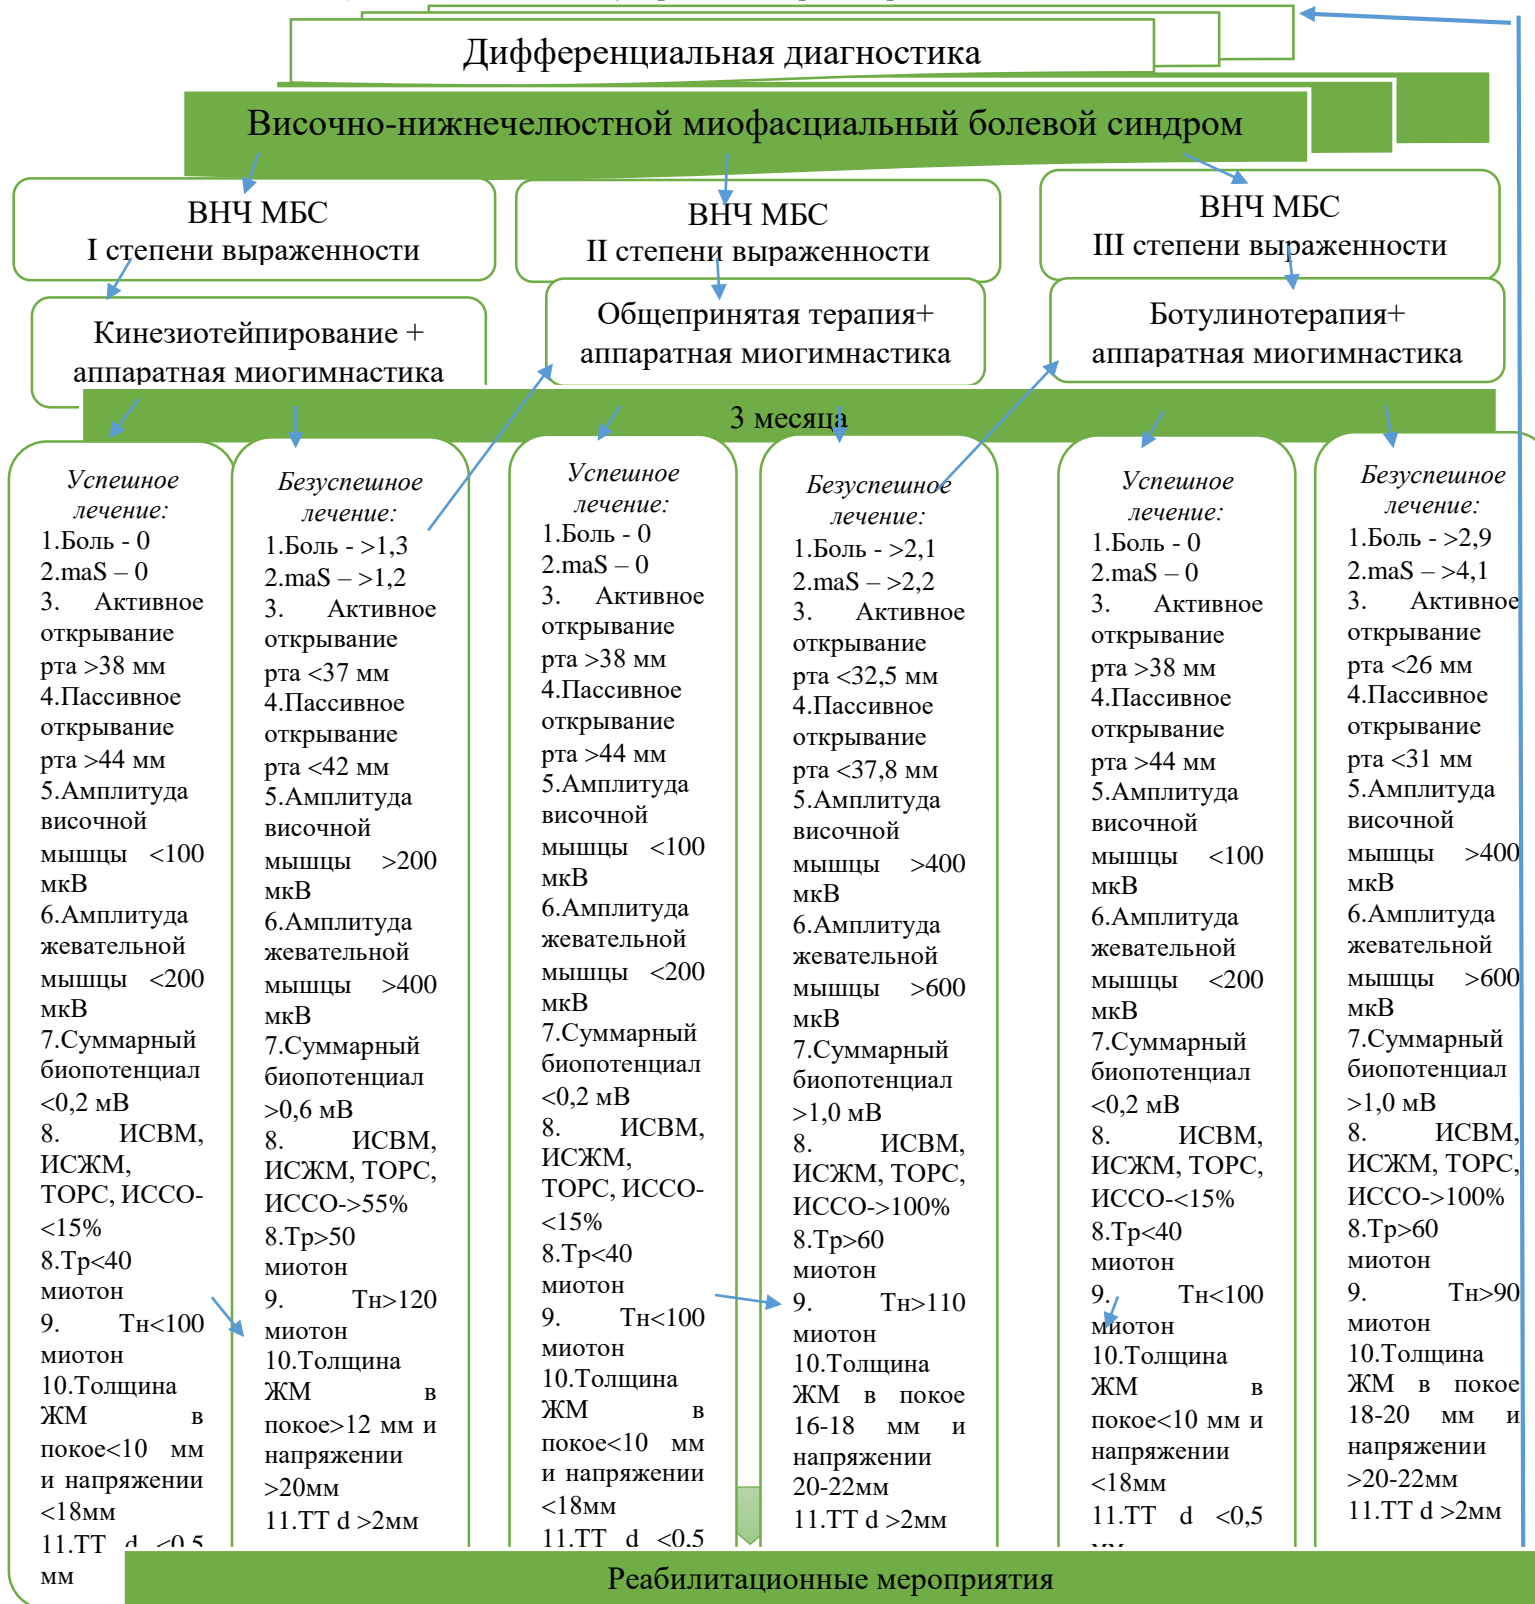 Дифференциальная диагностика
Височно-нижнечелюстной миофасциальный болевой синдром
ВНЧ МБС
I степени выраженности
ВНЧ МБС
II степени выраженности
ВНЧ МБС
III степени выраженности
Кинезиотейпирование +
аппаратная миогимнастика
Общепринятая терапия+
аппаратная миогимнастика
Ботулинотерапия+
аппаратная миогимнастика
3 месяца
Успешное
лечение:
1.Боль - 0
2.maS – 0
3. Активное
открывание
рта >38 мм
4.Пассивное
открывание
рта >44 мм
5.Амплитуда
височной
мышцы <100
мкВ
6.Амплитуда
жевательной
мышцы <200
мкВ
7.Суммарный
биопотенциал
<0,2 мВ
8. ИСВМ,
ИСЖМ,
ТОРС, ИССО-
<15%
8.Тр<40
миотон
9. Тн<100
миотон
10.Толщина
ЖМ в
покое<10 мм
и напряжении
<18мм
11.ТТ d <0,5
мм
Безуспешное
лечение:
1.Боль - >1,3
2.maS – >1,2
3. Активное
открывание
рта <37 мм
4.Пассивное
открывание
рта <42 мм
5.Амплитуда
височной
мышцы >200
мкВ
6.Амплитуда
жевательной
мышцы >400
мкВ
7.Суммарный
биопотенциал
>0,6 мВ
8. ИСВМ,
ИСЖМ, ТОРС,
ИССО->55%
8.Тр>50
миотон
9. Тн>120
миотон
10.Толщина
ЖМ в
покое>12 мм и
напряжении
>20мм
11.ТТ d >2мм
Успешное
лечение:
1.Боль - 0
2.maS – 0
3. Активное
открывание
рта >38 мм
4.Пассивное
открывание
рта >44 мм
5.Амплитуда
височной
мышцы <100
мкВ
6.Амплитуда
жевательной
мышцы <200
мкВ
7.Суммарный
биопотенциал
<0,2 мВ
8. ИСВМ,
ИСЖМ,
ТОРС, ИССО-
<15%
8.Тр<40
миотон
9. Тн<100
миотон
10.Толщина
ЖМ в
покое<10 мм
и напряжении
<18мм
11.ТТ d <0,5
Безуспешное
лечение:
1.Боль - >2,1
2.maS – >2,2
3. Активное
открывание
рта <32,5 мм
4.Пассивное
открывание
рта <37,8 мм
5.Амплитуда
височной
мышцы >400
мкВ
6.Амплитуда
жевательной
мышцы >600
мкВ
7.Суммарный
биопотенциал
>1,0 мВ
8. ИСВМ,
ИСЖМ, ТОРС,
ИССО->100%
8.Тр>60
миотон
9. Тн>110
миотон
10.Толщина
ЖМ в покое
16-18 мм и
напряжении
20-22мм
11.ТТ d >2мм
Успешное
лечение:
1.Боль - 0
2.maS – 0
3. Активное
открывание
рта >38 мм
4.Пассивное
открывание
рта >44 мм
5.Амплитуда
височной
мышцы <100
мкВ
6.Амплитуда
жевательной
мышцы <200
мкВ
7.Суммарный
биопотенциал
<0,2 мВ
8. ИСВМ,
ИСЖМ, ТОРС,
ИССО-<15%
8.Тр<40
миотон
9. Тн<100
миотон
10.Толщина
ЖМ в
покое<10 мм и
напряжении
<18мм
11.ТТ d <0,5
Безуспешное
лечение:
1.Боль - >2,9
2.maS – >4,1
3. Активное
открывание
рта <26 мм
4.Пассивное
открывание
рта <31 мм
5.Амплитуда
височной
мышцы >400
мкВ
6.Амплитуда
жевательной
мышцы >600
мкВ
7.Суммарный
биопотенциал
>1,0 мВ
8. ИСВМ,
ИСЖМ, ТОРС,
ИССО->100%
8.Тр>60
миотон
9. Тн>90
миотон
10.Толщина
ЖМ в покое
18-20 мм и
напряжении
>20-22мм
11.ТТ d >2мм
Реабилитационные мероприятия